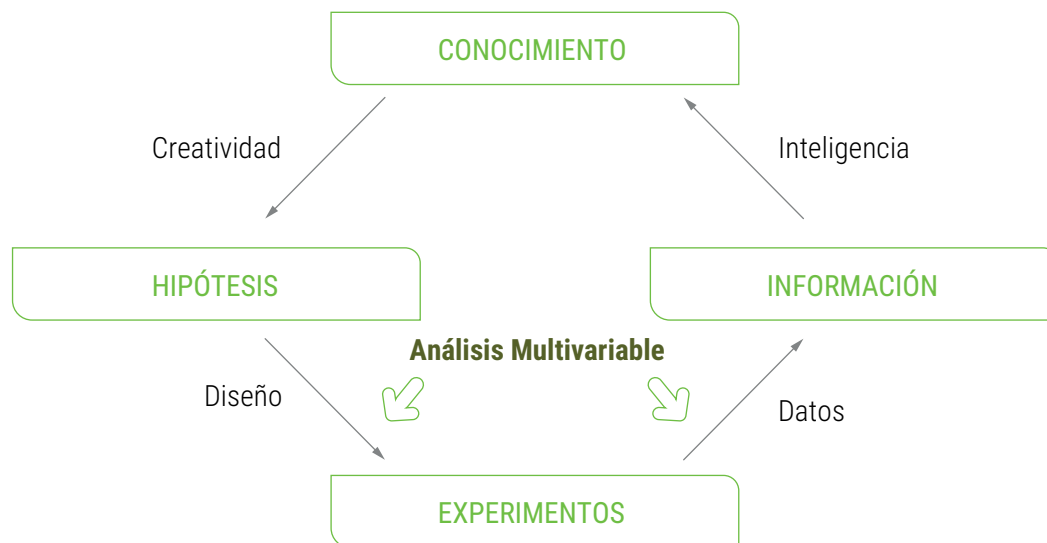 CONOCIMIENTO
Creatividad
Inteligencia
HIPÓTESIS
INFORMACIÓN
Análisis Multivariable
Diseño
Datos
EXPERIMENTOS